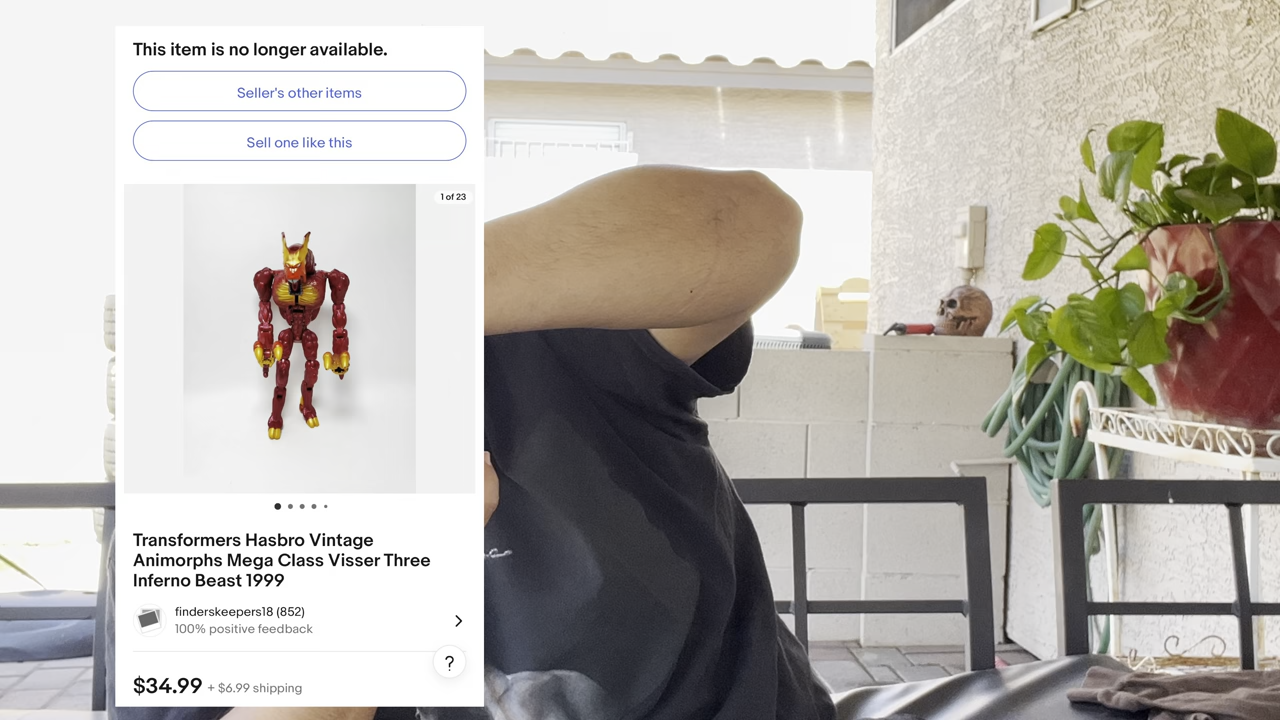 This item is no longer available.
Seller's other items
Sell one like this
1 of 23
Transformers Hasbro Vintage
Animorphs Mega Class Visser Three
Inferno Beast 1999
finderskeepers18 (852)
100% positive feedback
?
$34.99 + $6.99 shipping